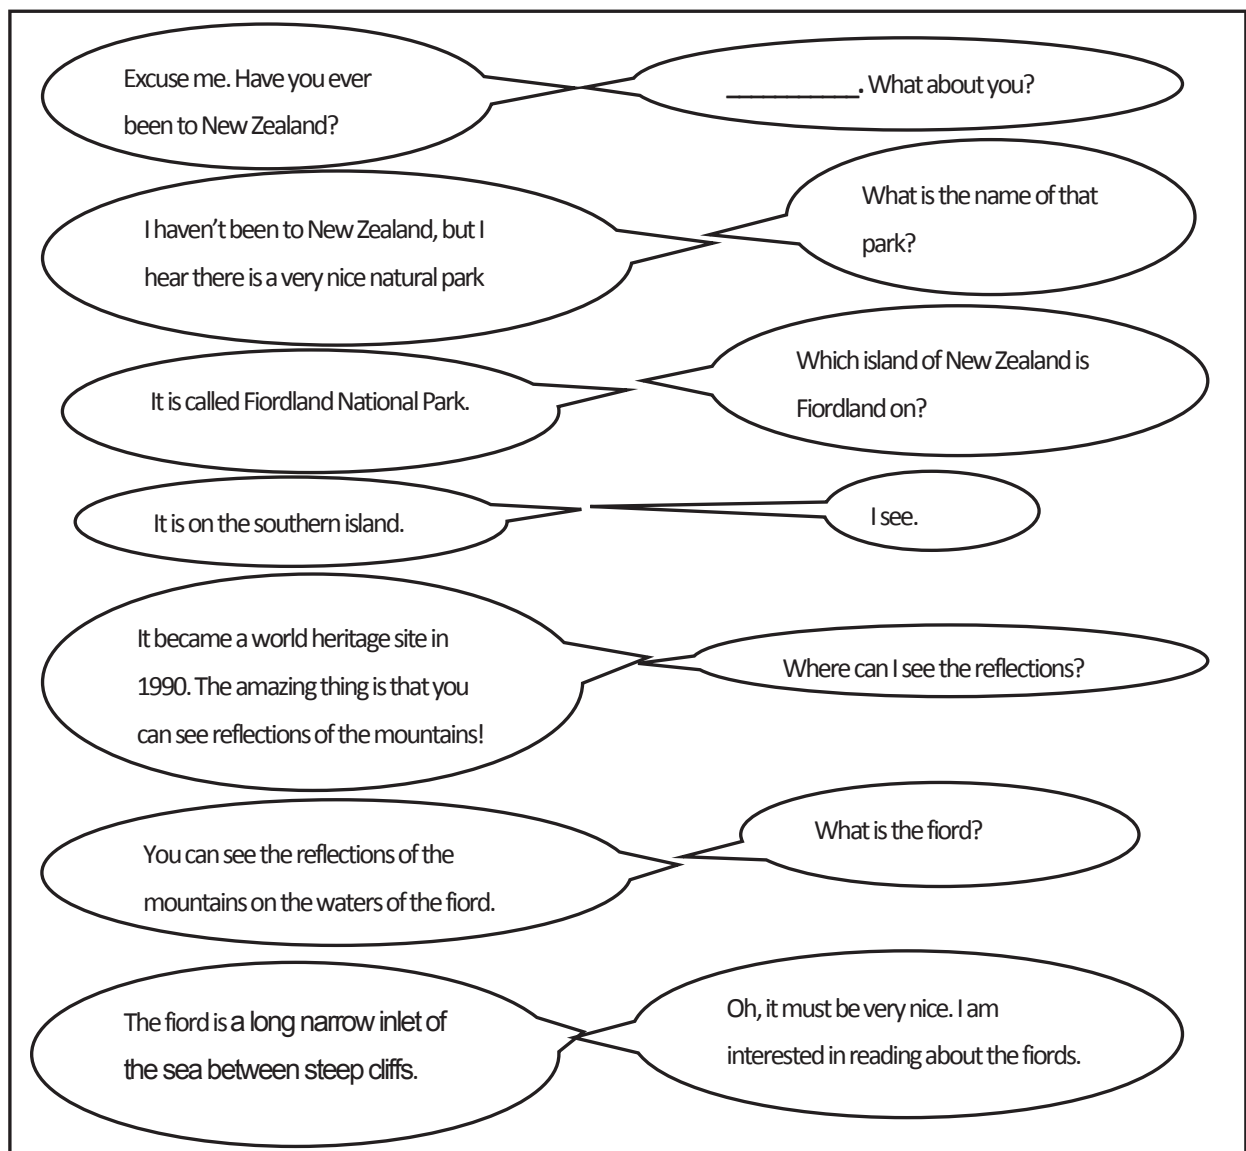 Excuse me. Have you ever
been to New Zealand?
___________. What about you?
I haven't been to New Zealand, but I
hear there is a very nice natural park
What is the name of that
park?
It is called Fiordland National Park.
Which island of New Zealand is
Fiordland on?
It is on the southern island.
I see.
It became a world heritage site in
1990. The amazing thing is that you
can see reflections of the mountains!
Where can I see the reflections?
You can see the reflections of the
mountains on the waters of the fiord.
What is the fiord?
The fiord is a long narrow inlet of
the sea between steep cliffs.
Oh, it must be very nice. I am
interested in reading about the fiords.